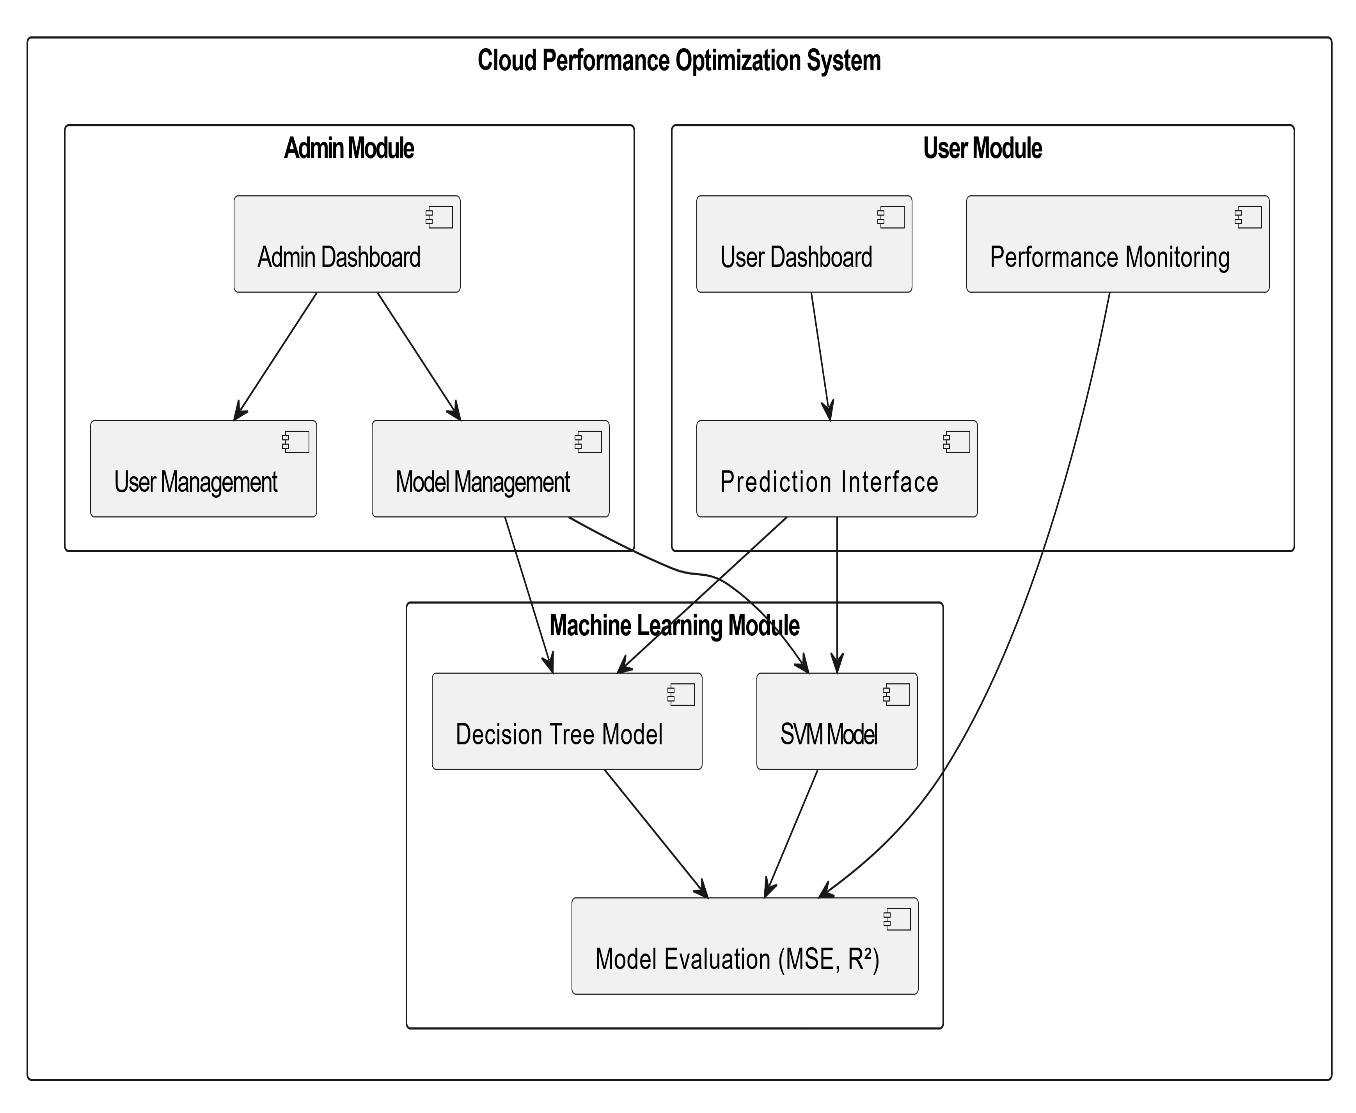 Cloud Performance Optimization System
Admin Module
User Module
Admin Dashboard
User Dashboard
Performance Monitoring
User Management
Model Management
Prediction Interface
Machine Learning Module
Decision Tree Model
SVM Model
Model Evaluation (MSE, R²)